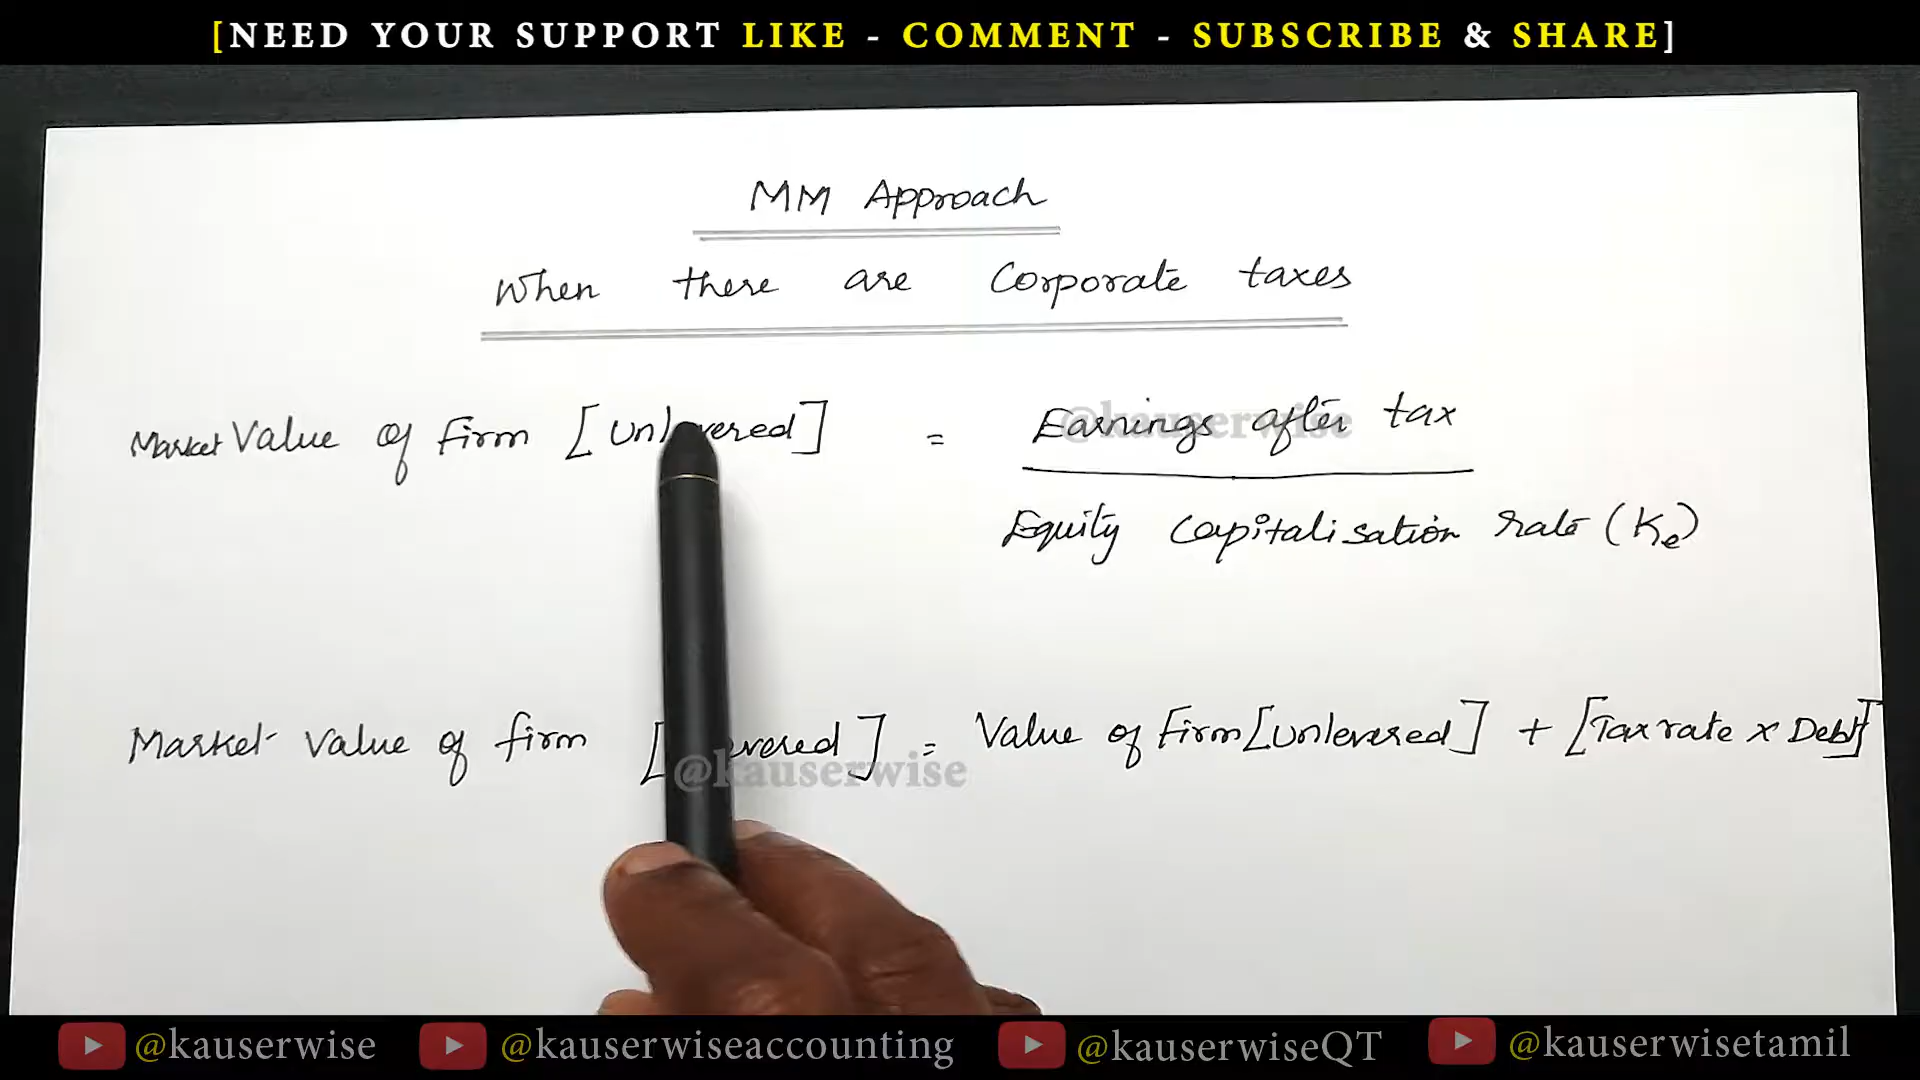 [NEED YOUR SUPPORT LIKE - COMMENT - SUBSCRIBE & SHARE]
MM Approach
When there are Corporate taxes
Market Value of firm [Unlevered] = Earnings after tax
Equity Capitalisation rate (Ke)
@kauserwise
Market Value of firm [ vered] = Value of Firm [Unlevered] + [Tax rate x Debt]
@kauserwise
@kauserwise @kauserwiseaccounting @kauserwiseQT @kauserwisetamil